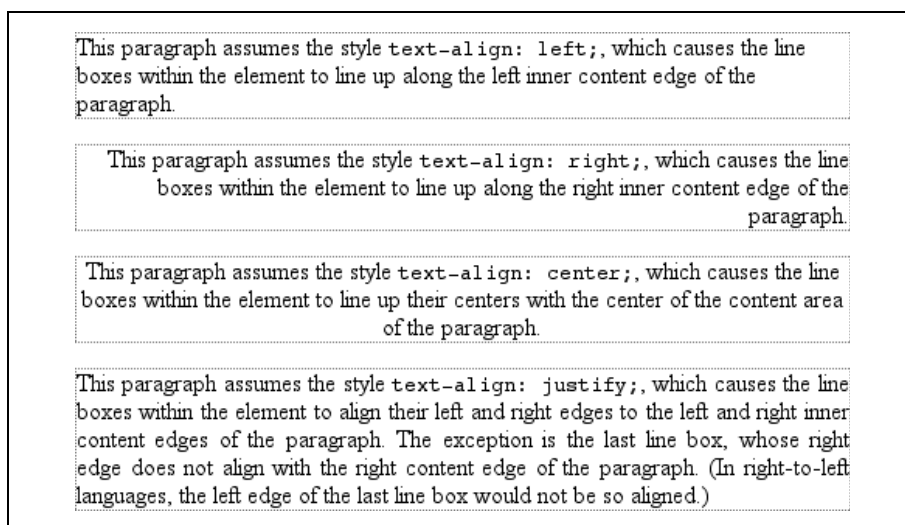 This paragraph assumes the style text-align: left;, which causes the line
boxes within the element to line up along the left inner content edge of the
paragraph.
This paragraph assumes the style text-align: right;, which causes the line
boxes within the element to line up along the right inner content edge of the
paragraph.
This paragraph assumes the style text-align: center;, which causes the line
boxes within the element to line up their centers with the center of the content area
of the paragraph.
This paragraph assumes the style text-align: justify;, which causes the line
boxes within the element to align their left and right edges to the left and right inner
content edges of the paragraph. The exception is the last line box, whose right
edge does not align with the right content edge of the paragraph. (In right-to-left
languages, the left edge of the last line box would not be so aligned.)